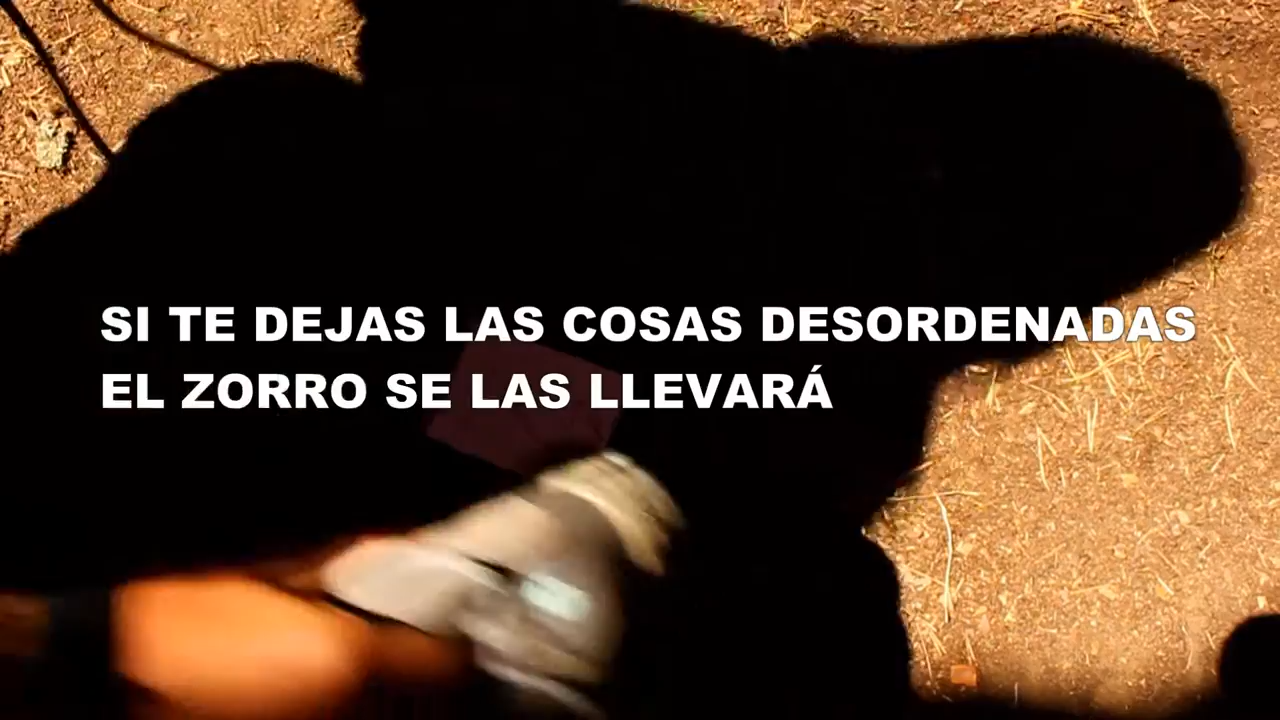 SI TE DEJAS LAS COSAS DESORDENADAS
EL ZORRO SE LAS LLEVARÁ